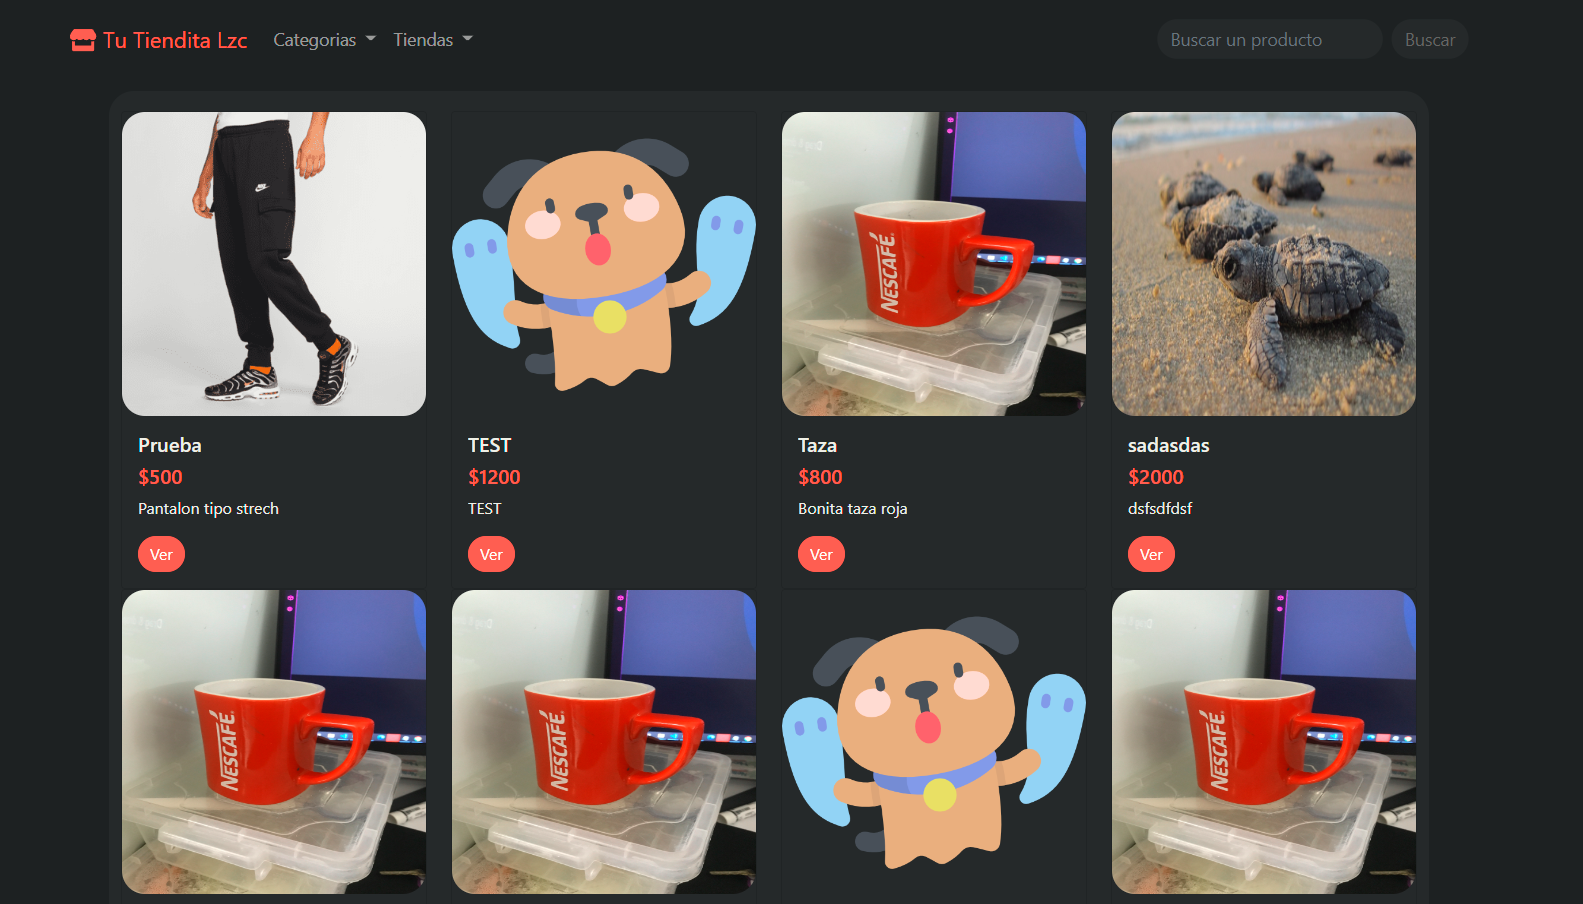 Tu Tiendita Lzc
Categorias
Tiendas
Buscar un producto
Buscar
NESCAFÉ
Prueba
$500
Pantalon tipo strech
Ver
TEST
$1200
TEST
Ver
Taza
$800
Bonita taza roja
Ver
sadasdas
$2000
dsfsdfdsf
Ver
NESCAFÉ
NESCAFÉ
NESCAFÉ